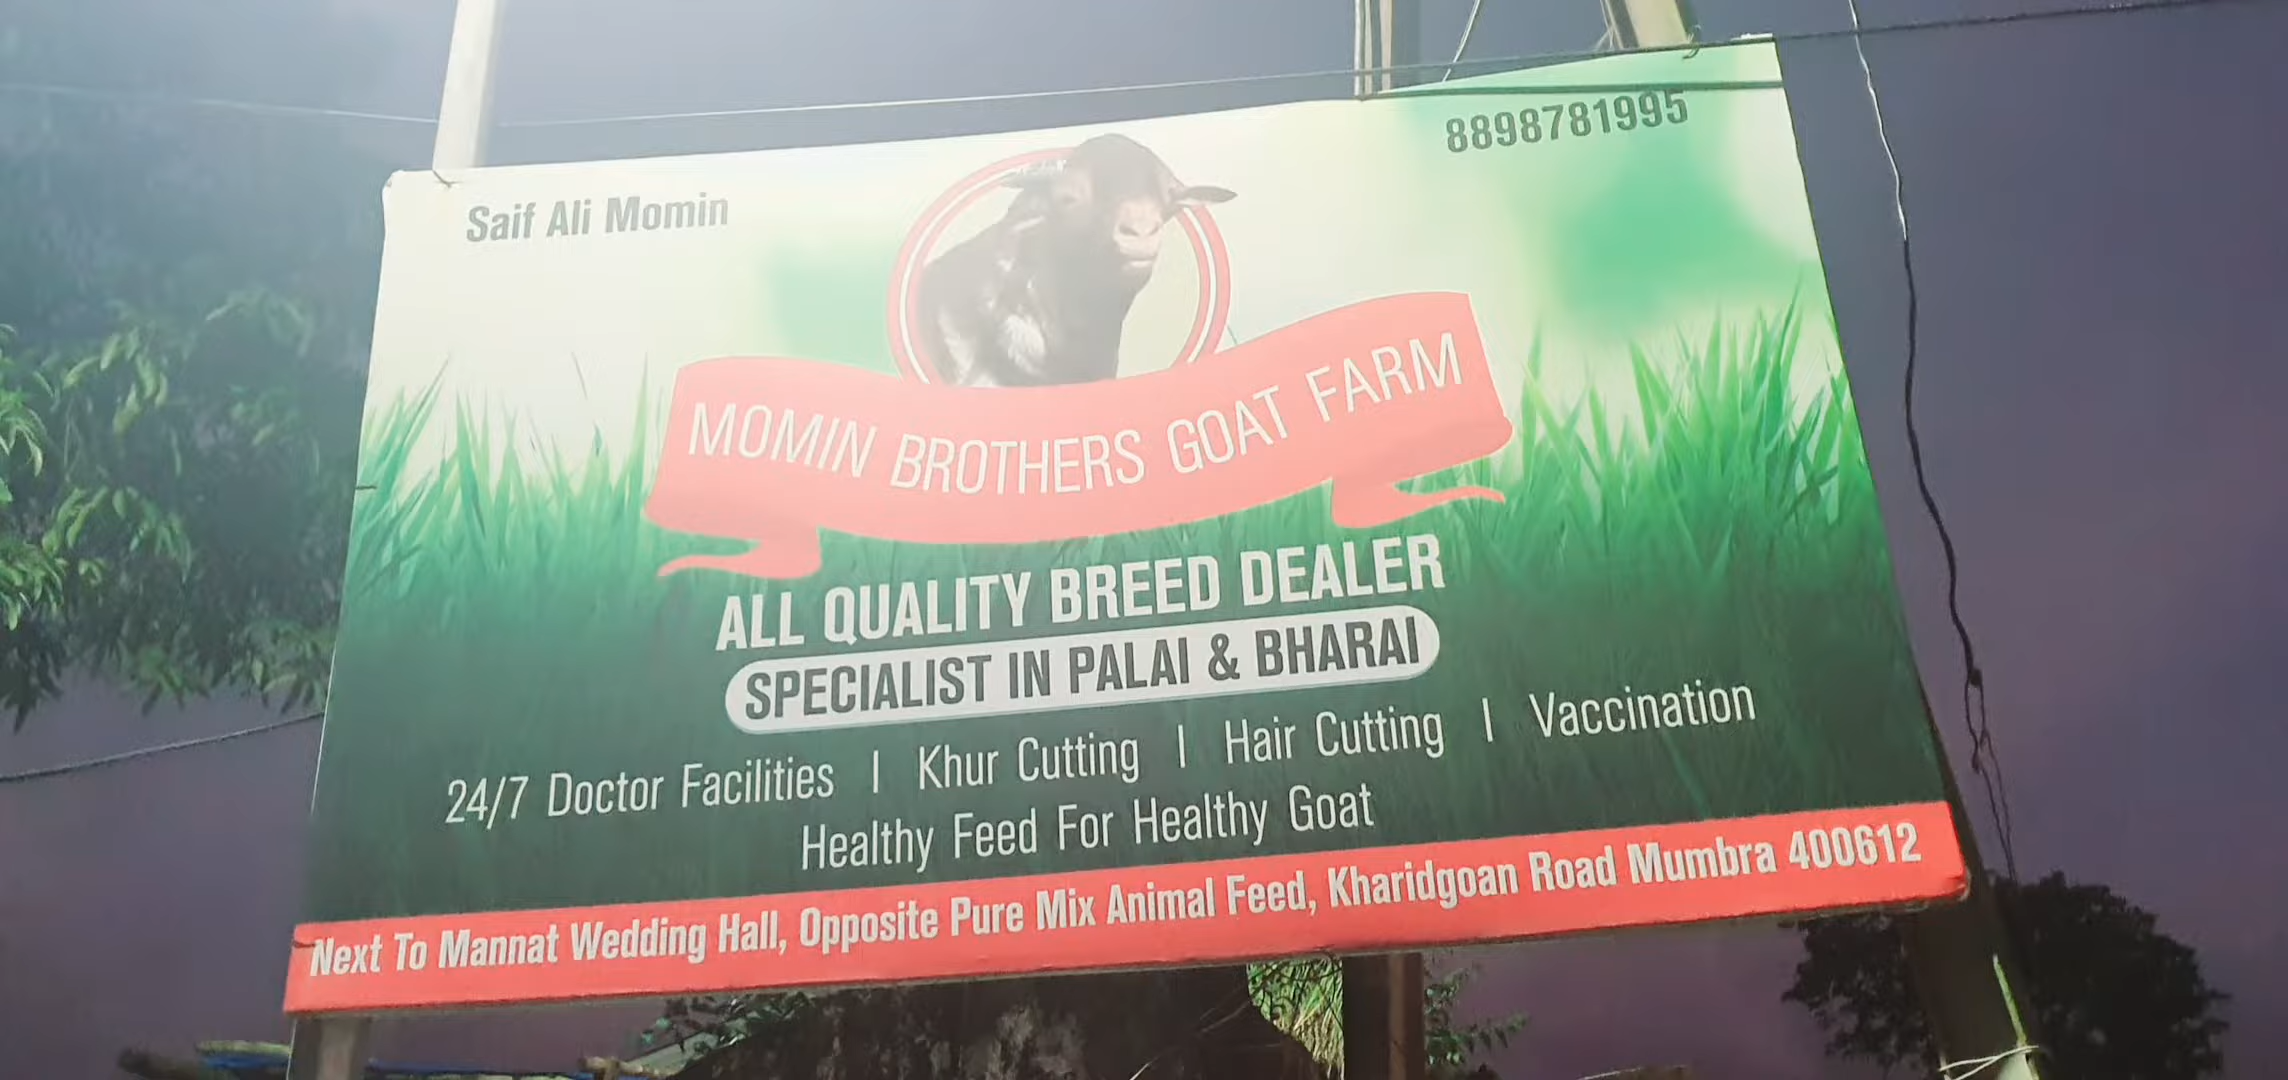 Saif Ali Momin
8898781995
MOMIN BROTHERS GOAT FARM
ALL QUALITY BREED DEALER
SPECIALIST IN PALAI & BHARAI
24/7 Doctor Facilities | Khur Cutting | Hair Cutting | Vaccination
Healthy Feed For Healthy Goat
Next To Mannat Wedding Hall, Opposite Pure Mix Animal Feed, Kharidgoan Road Mumbra 400612